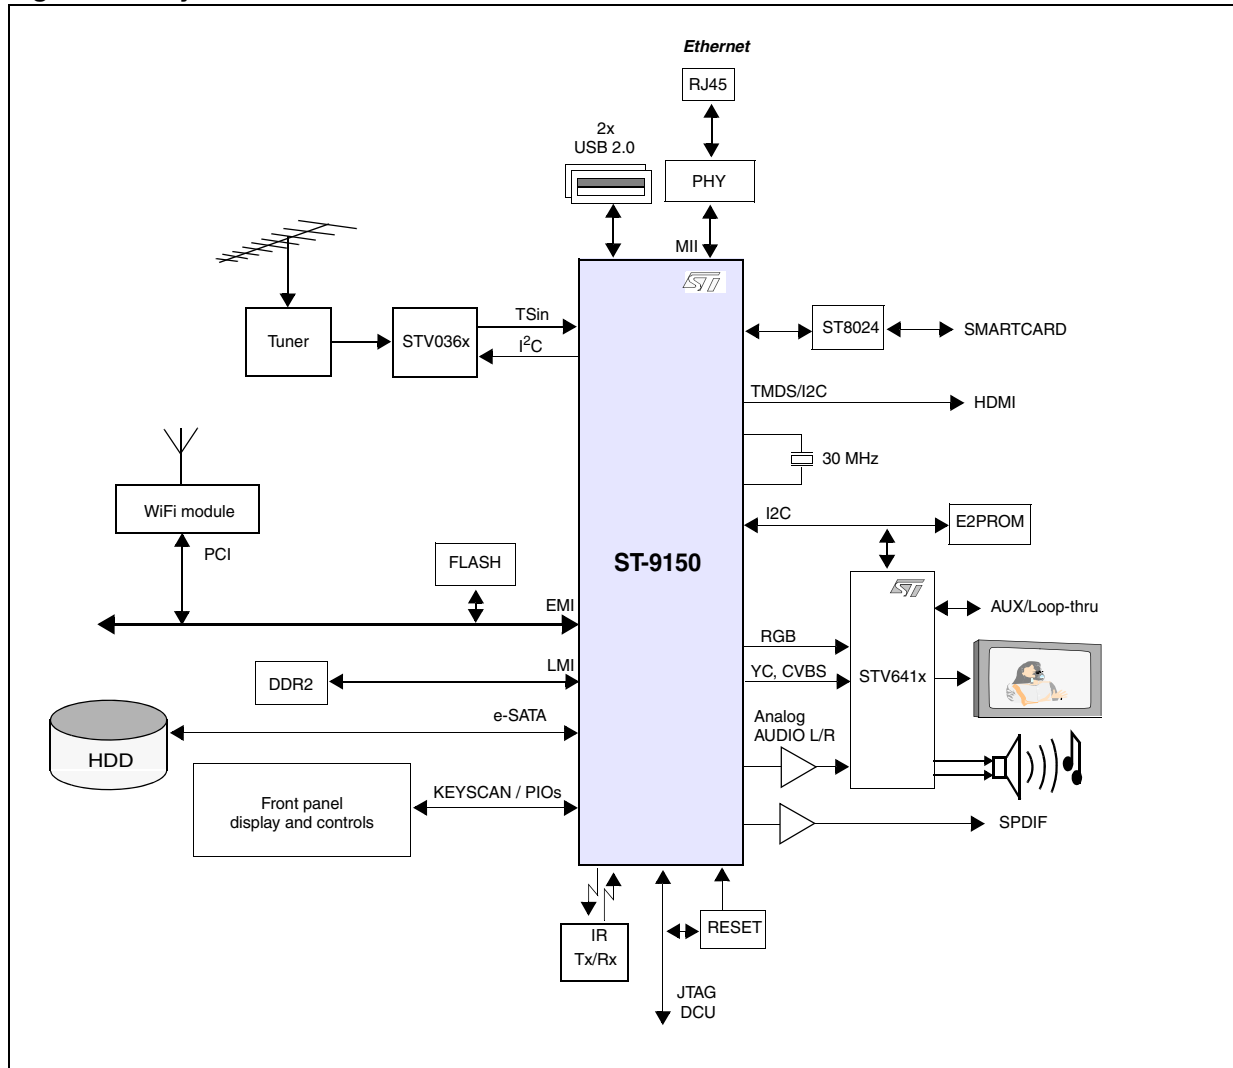 Ethernet
RJ45
2x
USB 2.0
PHY
MII
ST
Tuner
STV036x
TSin
I²C
ST8024
SMARTCARD
TMDS/I2C
HDMI
30 MHz
WiFi module
PCI
I2C
E2PROM
FLASH
ST-9150
ST
EMI
AUX/Loop-thru
RGB
LMI
YC, CVBS
STV641x
DDR2
e-SATA
Analog
AUDIO L/R
HDD
KEYSCAN / PIOs
Front panel
display and controls
SPDIF
IR
Tx/Rx
RESET
JTAG
DCU